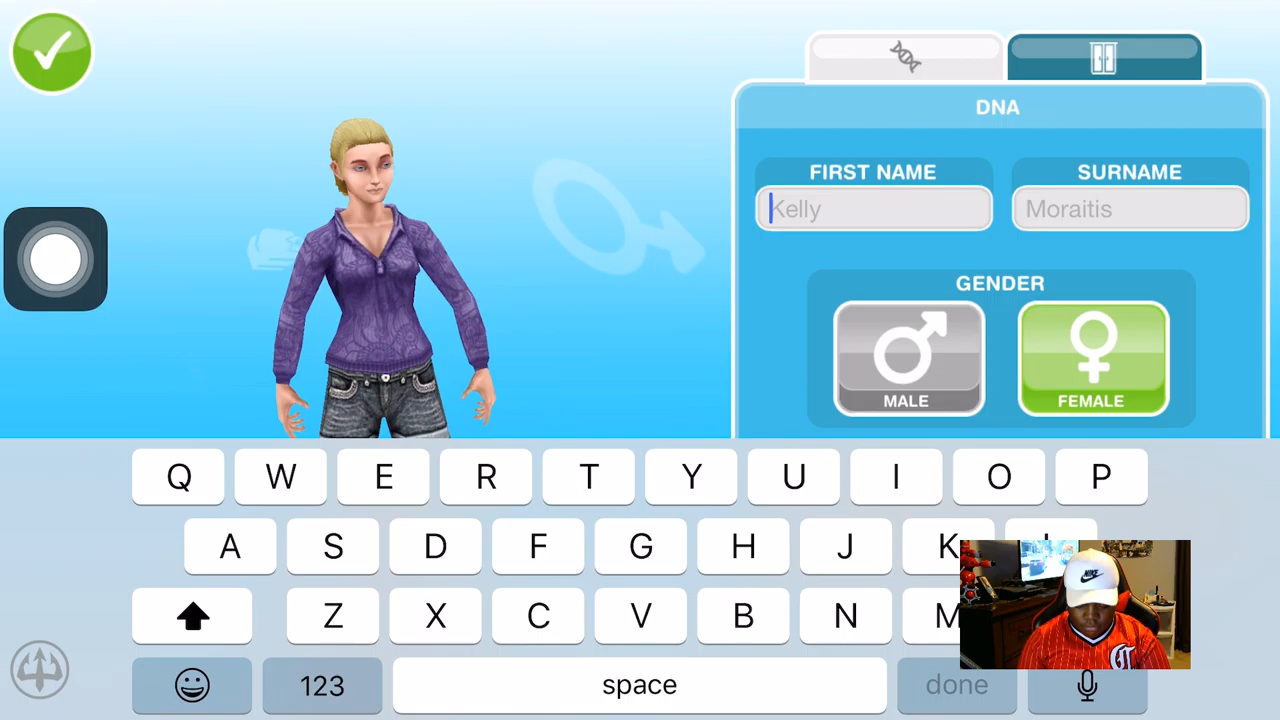 DNA
FIRST NAME SURNAME
Kelly Moraitis
GENDER
MALE FEMALE
Q W E R T Y U I O P
A S D F G H J K
Z X C V B N M
123 space done